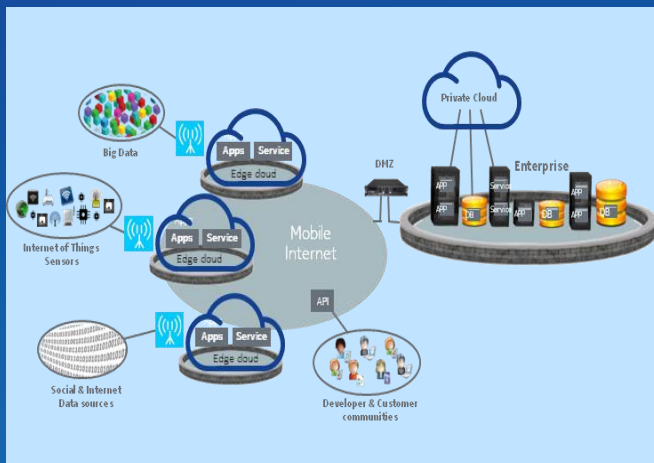 Private Cloud
Big Data
Apps Service
Edge cloud
DMZ
Enterprise
APP
APP
DB
Service
Service
APP
DB
APP
APP
DB
Internet of Things
Sensors
Apps Service
Edge cloud
Mobile
Internet
API
Apps Service
Edge cloud
Social & Internet
Data sources
Developer & Customer
communities